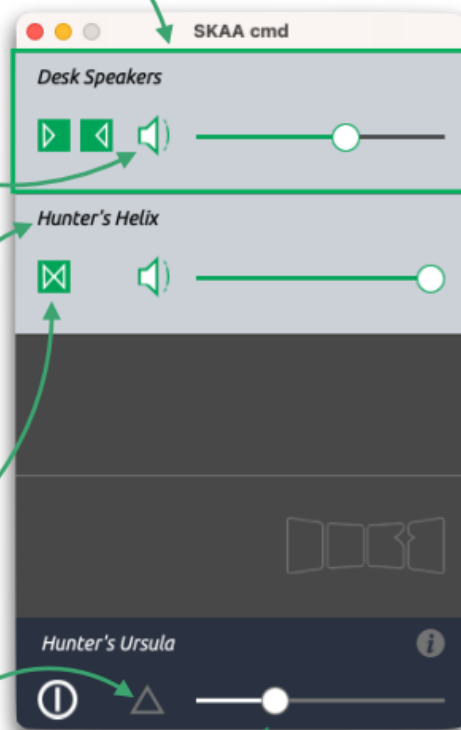 SKAA cmd
Desk Speakers
Hunter's Helix
Hunter's Ursula
i